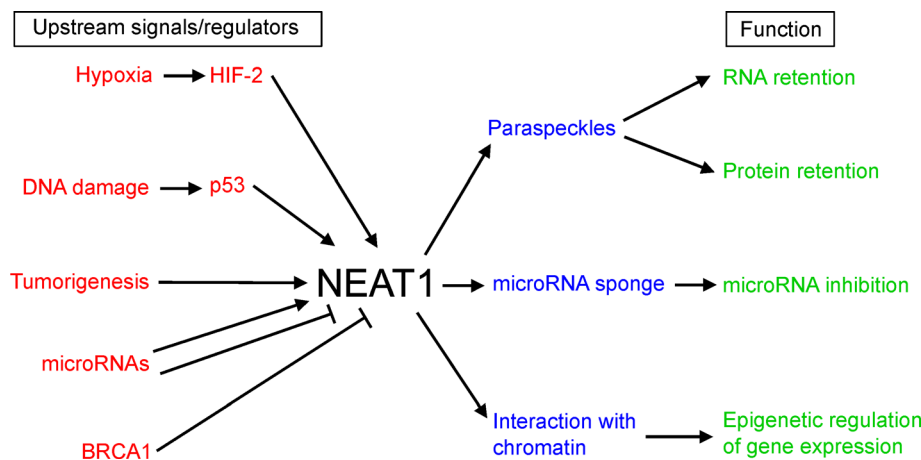 Upstream signals/regulators
Function
Hypoxia
HIF-2
RNA retention
Paraspeckles
Protein retention
DNA damage
p53
Tumorigenesis
NEAT1
microRNA sponge
microRNA inhibition
microRNAs
BRCA1
Interaction with
chromatin
Epigenetic regulation
of gene expression